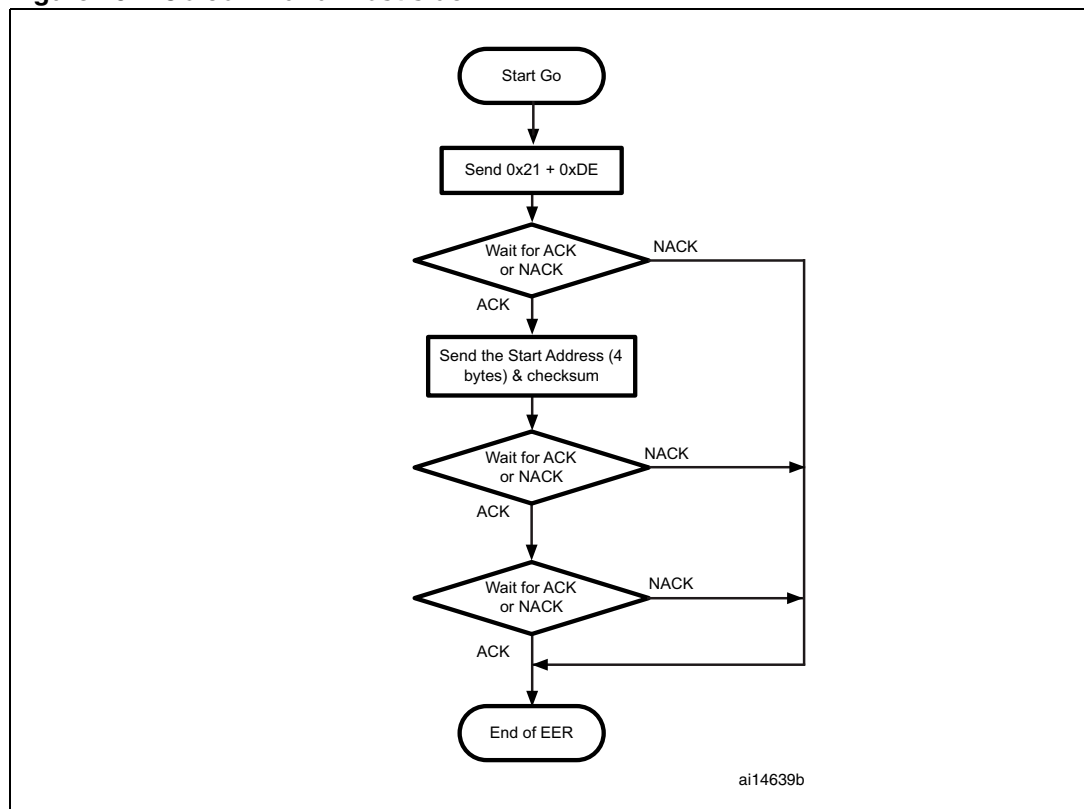 Start Go
Send 0x21 + 0xDE
Wait for ACK
or NACK
NACK
ACK
Send the Start Address (4
bytes) & checksum
Wait for ACK
or NACK
NACK
ACK
Wait for ACK
or NACK
NACK
ACK
End of EER
ai14639b